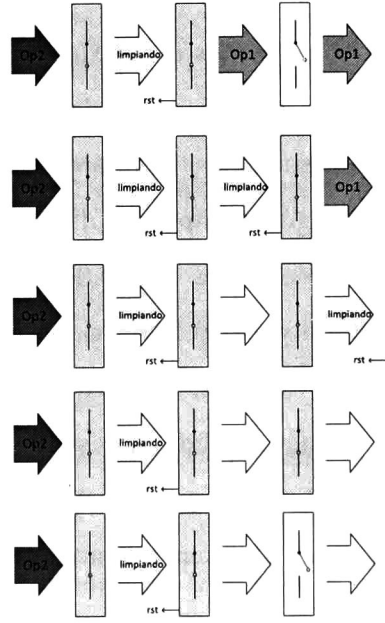 Op2 limpiando Op1 Op1
rst
Op2 limpiando limpiando Op1
rst rst
Op2 limpiando limpiando
rst rst
Op2 limpiando
rst
Op2 limpiando
rst